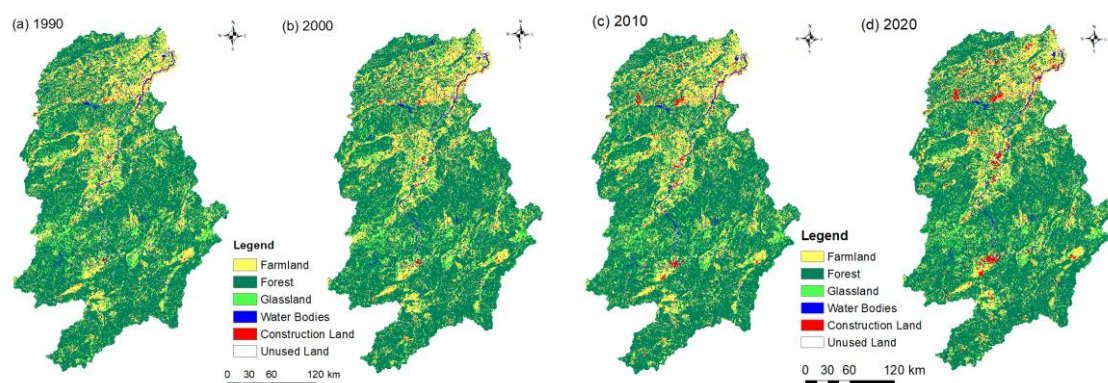 (a) 1990
(b) 2000
(c) 2010
(d) 2020
Legend
Farmland
Forest
Glassland
Water Bodies
Construction Land
Unused Land
0 30 60 120 km
Legend
Farmland
Forest
Glassland
Water Bodies
Construction Land
Unused Land
0 30 60 120 km